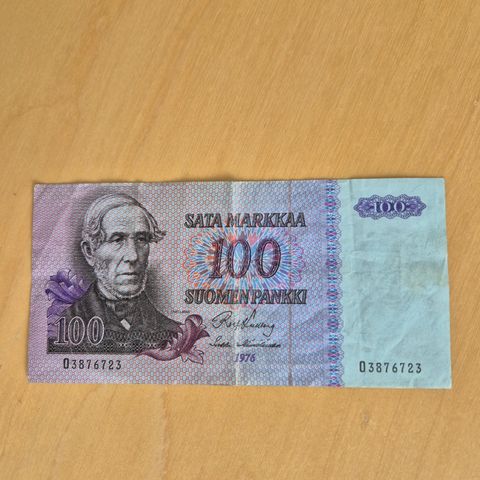 SATA MARKKAA
100
100
SUOMEN PANKKI
100
1976
O3876723
O3876723